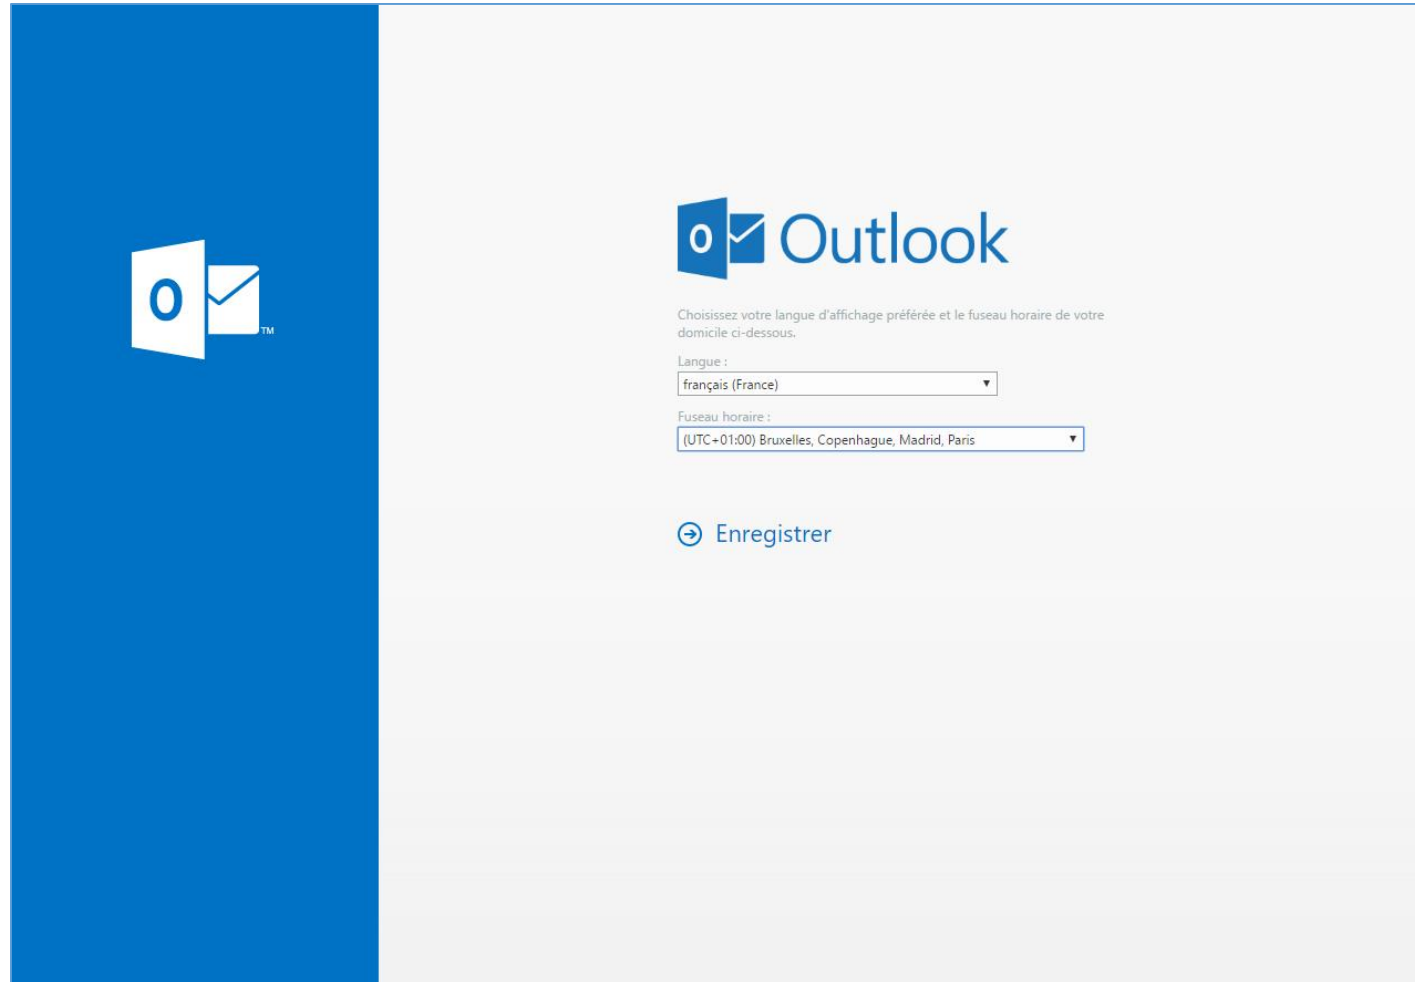 O
TM
O Outlook
Choisissez votre langue d'affichage préférée et le fuseau horaire de votre
domicile ci-dessous.
Langue :
français (France)
Fuseau horaire :
(UTC+01:00) Bruxelles, Copenhague, Madrid, Paris
Enregistrer